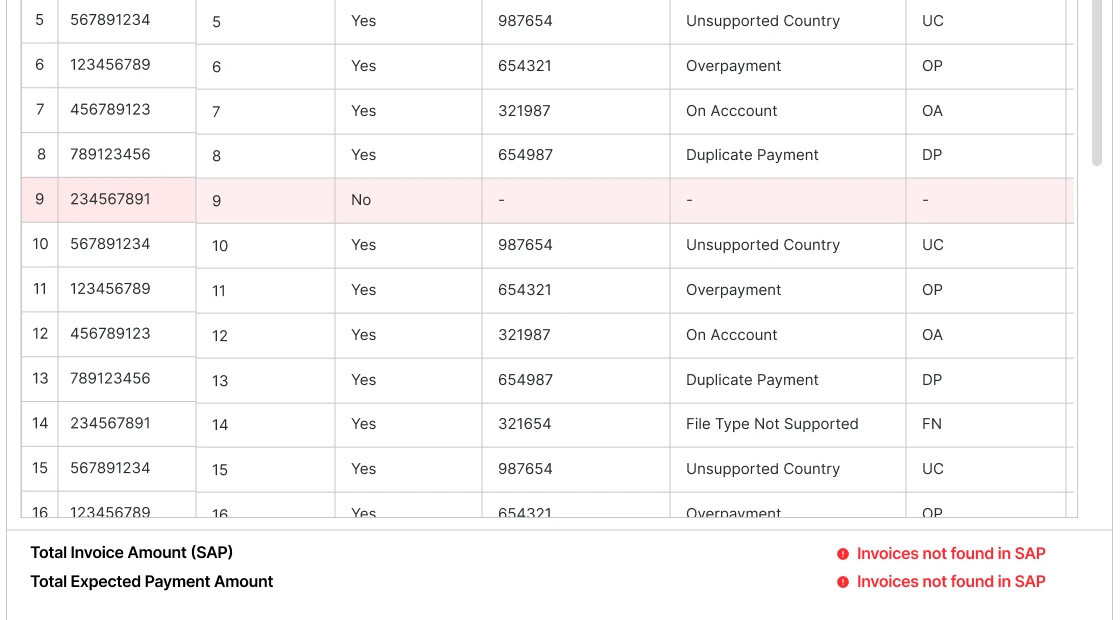 5 567891234 5 Yes 987654 Unsupported Country UC
6 123456789 6 Yes 654321 Overpayment OP
7 456789123 7 Yes 321987 On Acccount OA
8 789123456 8 Yes 654987 Duplicate Payment DP
9 234567891 9 No - - -
10 567891234 10 Yes 987654 Unsupported Country UC
11 123456789 11 Yes 654321 Overpayment OP
12 456789123 12 Yes 321987 On Acccount OA
13 789123456 13 Yes 654987 Duplicate Payment DP
14 234567891 14 Yes 321654 File Type Not Supported FN
15 567891234 15 Yes 987654 Unsupported Country UC
16 123456789 16 Yes 654321 Overpayment OP
Total Invoice Amount (SAP) Invoices not found in SAP
Total Expected Payment Amount Invoices not found in SAP